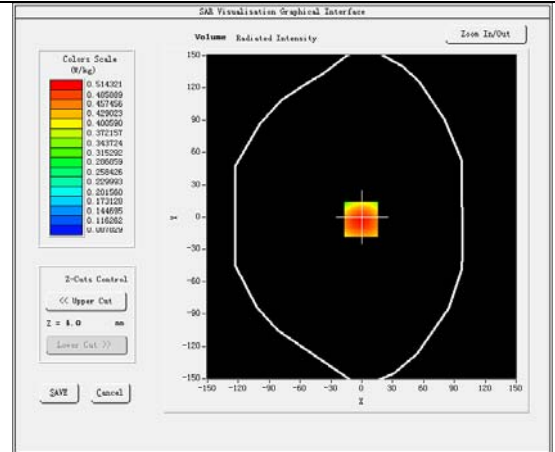 SAR Visualisation Graphical Interface
Volume Radiated Intensity
Zoom In/Out
Colors Scale
(W/kg)
0.514321
0.485889
0.457456
0.429023
0.400590
0.372157
0.343724
0.315292
0.286859
0.258426
0.229993
0.201560
0.173128
0.144695
0.116262
0.087829
150
120
90
60
30
0
-30
-60
-90
-120
-150
Y
-150 -120 -90 -60 -30 0 30 60 90 120 150
X
Z-Cuts Control
<< Upper Cut
Z = 4.0 mm
Lower Cut >>
SAVE Cancel